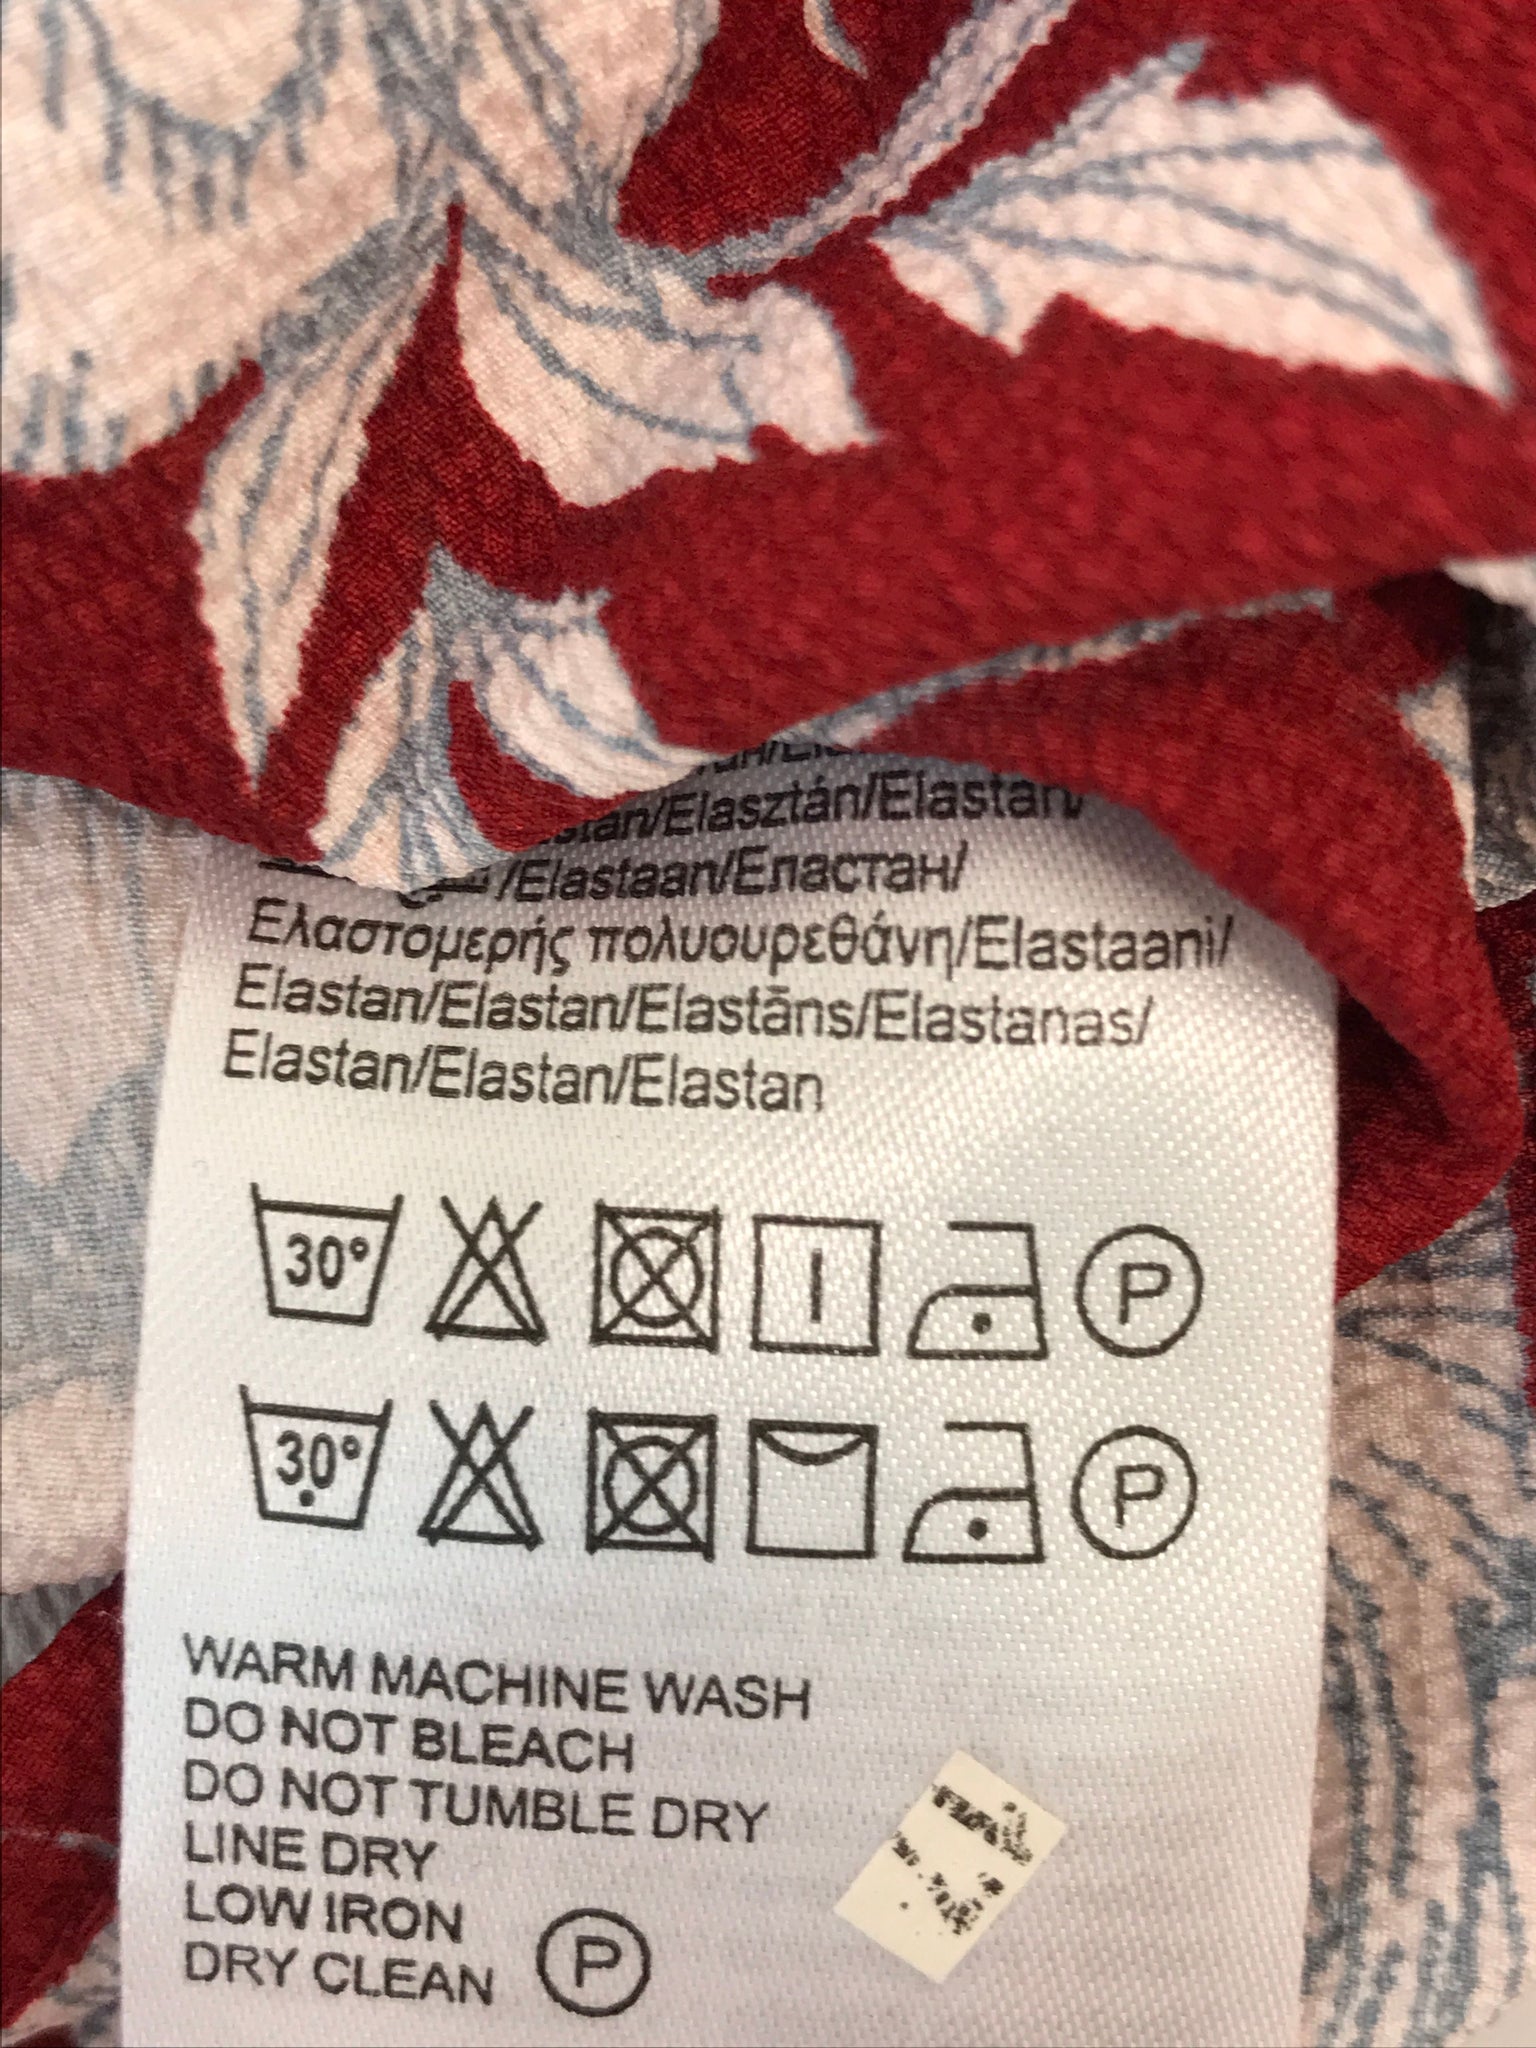 /Elasztán/Elastan/
/Elastaan/Еластан/
Ελαστομερής πολυουρεθάνη/Elastaani/
Elastan/Elastan/Elastāns/Elastanas/
Elastan/Elastan/Elastan
30°
P
30°
P
WARM MACHINE WASH
DO NOT BLEACH
DO NOT TUMBLE DRY
LINE DRY
LOW IRON
DRY CLEAN P